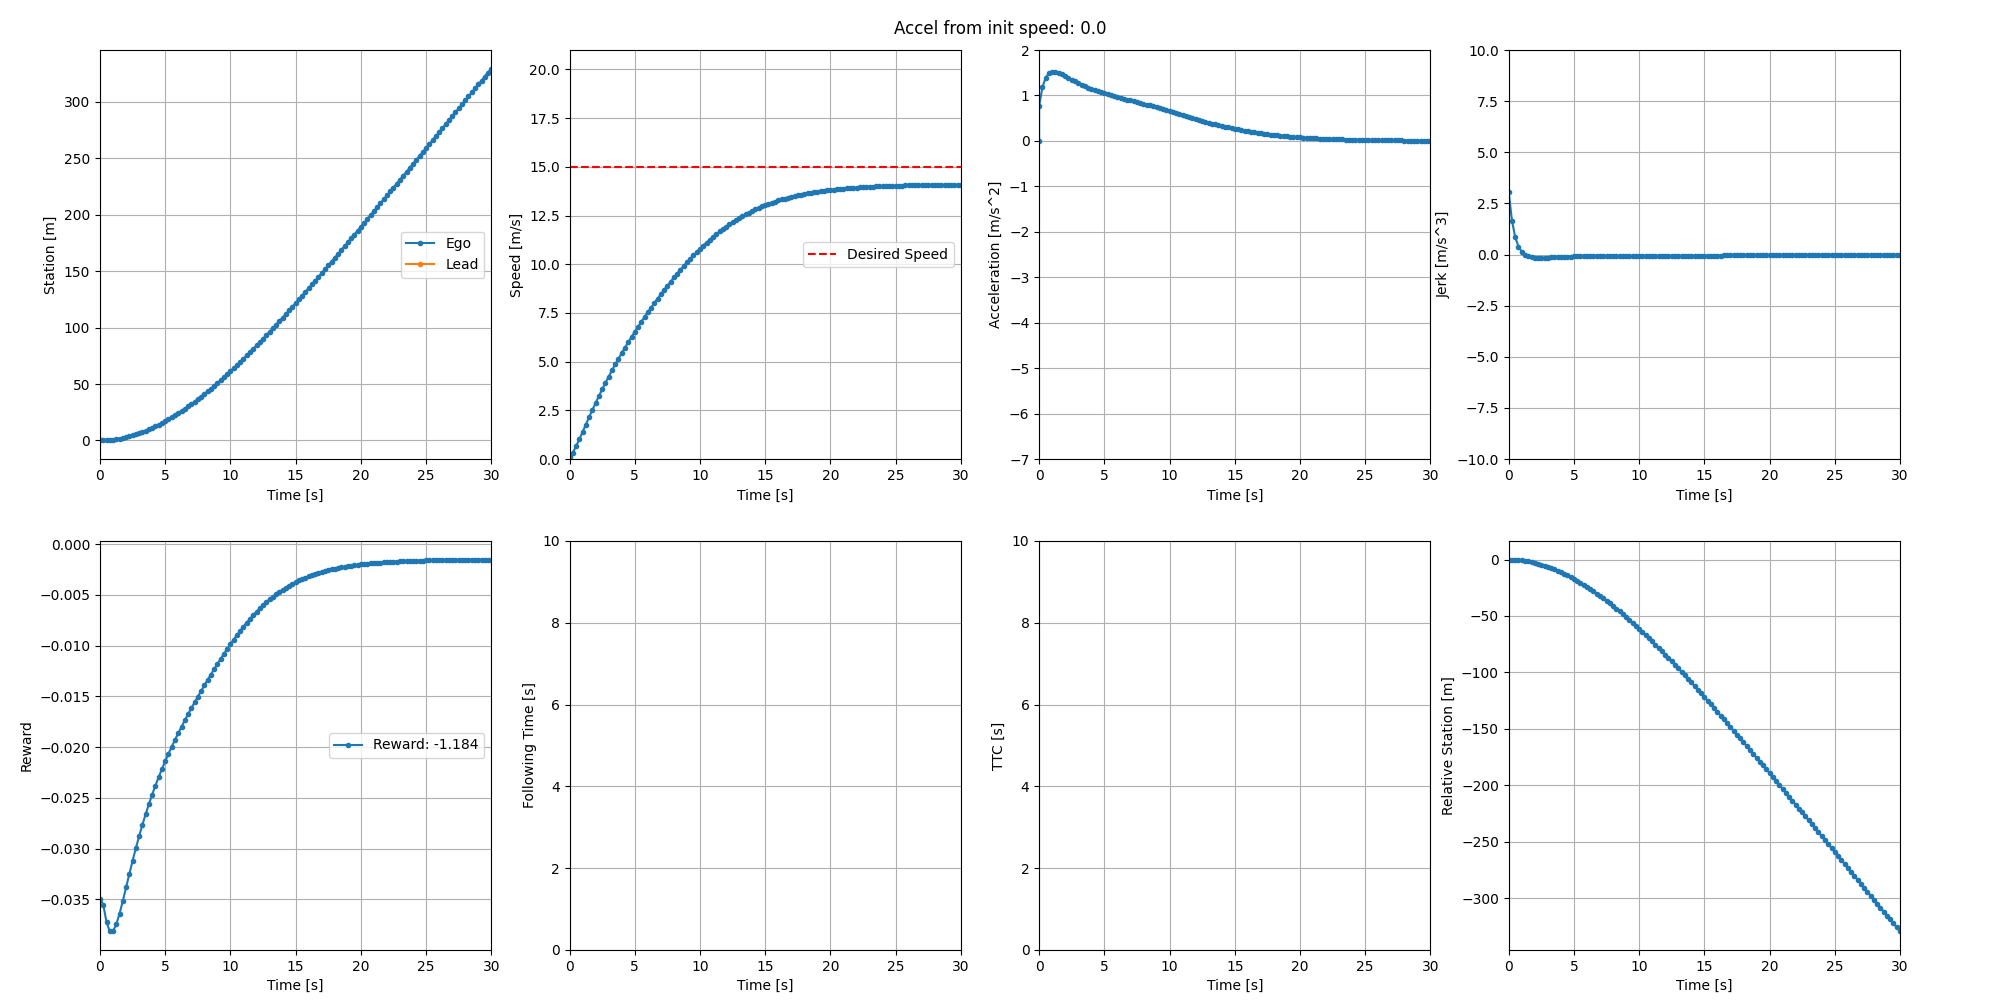 Accel from init speed: 0.0
Station [m]
300
250
200
150
100
50
0
0 5 10 15 20 25 30
Time [s]
Ego
Lead
Speed [m/s]
20.0
17.5
15.0
12.5
10.0
7.5
5.0
2.5
0.0
0 5 10 15 20 25 30
Time [s]
Desired Speed
Acceleration [m/s^2]
2
1
0
−1
−2
−3
−4
−5
−6
−7
0 5 10 15 20 25 30
Time [s]
Jerk [m/s^3]
10.0
7.5
5.0
2.5
0.0
−2.5
−5.0
−7.5
−10.0
0 5 10 15 20 25 30
Time [s]
Reward
0.000
−0.005
−0.010
−0.015
−0.020
−0.025
−0.030
−0.035
0 5 10 15 20 25 30
Time [s]
Reward: -1.184
Following Time [s]
10
8
6
4
2
0
0 5 10 15 20 25 30
Time [s]
TTC [s]
10
8
6
4
2
0
0 5 10 15 20 25 30
Time [s]
Relative Station [m]
0
−50
−100
−150
−200
−250
−300
0 5 10 15 20 25 30
Time [s]